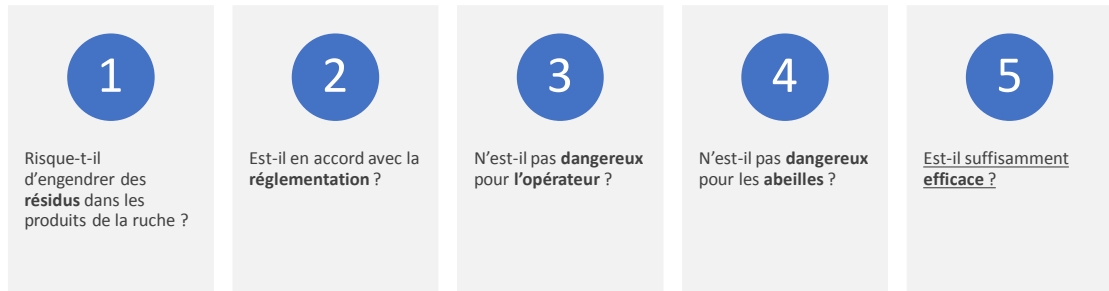 1
Risque-t-il
d’engendrer des
résidus dans les
produits de la ruche ?
2
Est-il en accord avec la
réglementation ?
3
N’est-il pas dangereux
pour l’opérateur ?
4
N’est-il pas dangereux
pour les abeilles ?
5
Est-il suffisamment
efficace ?